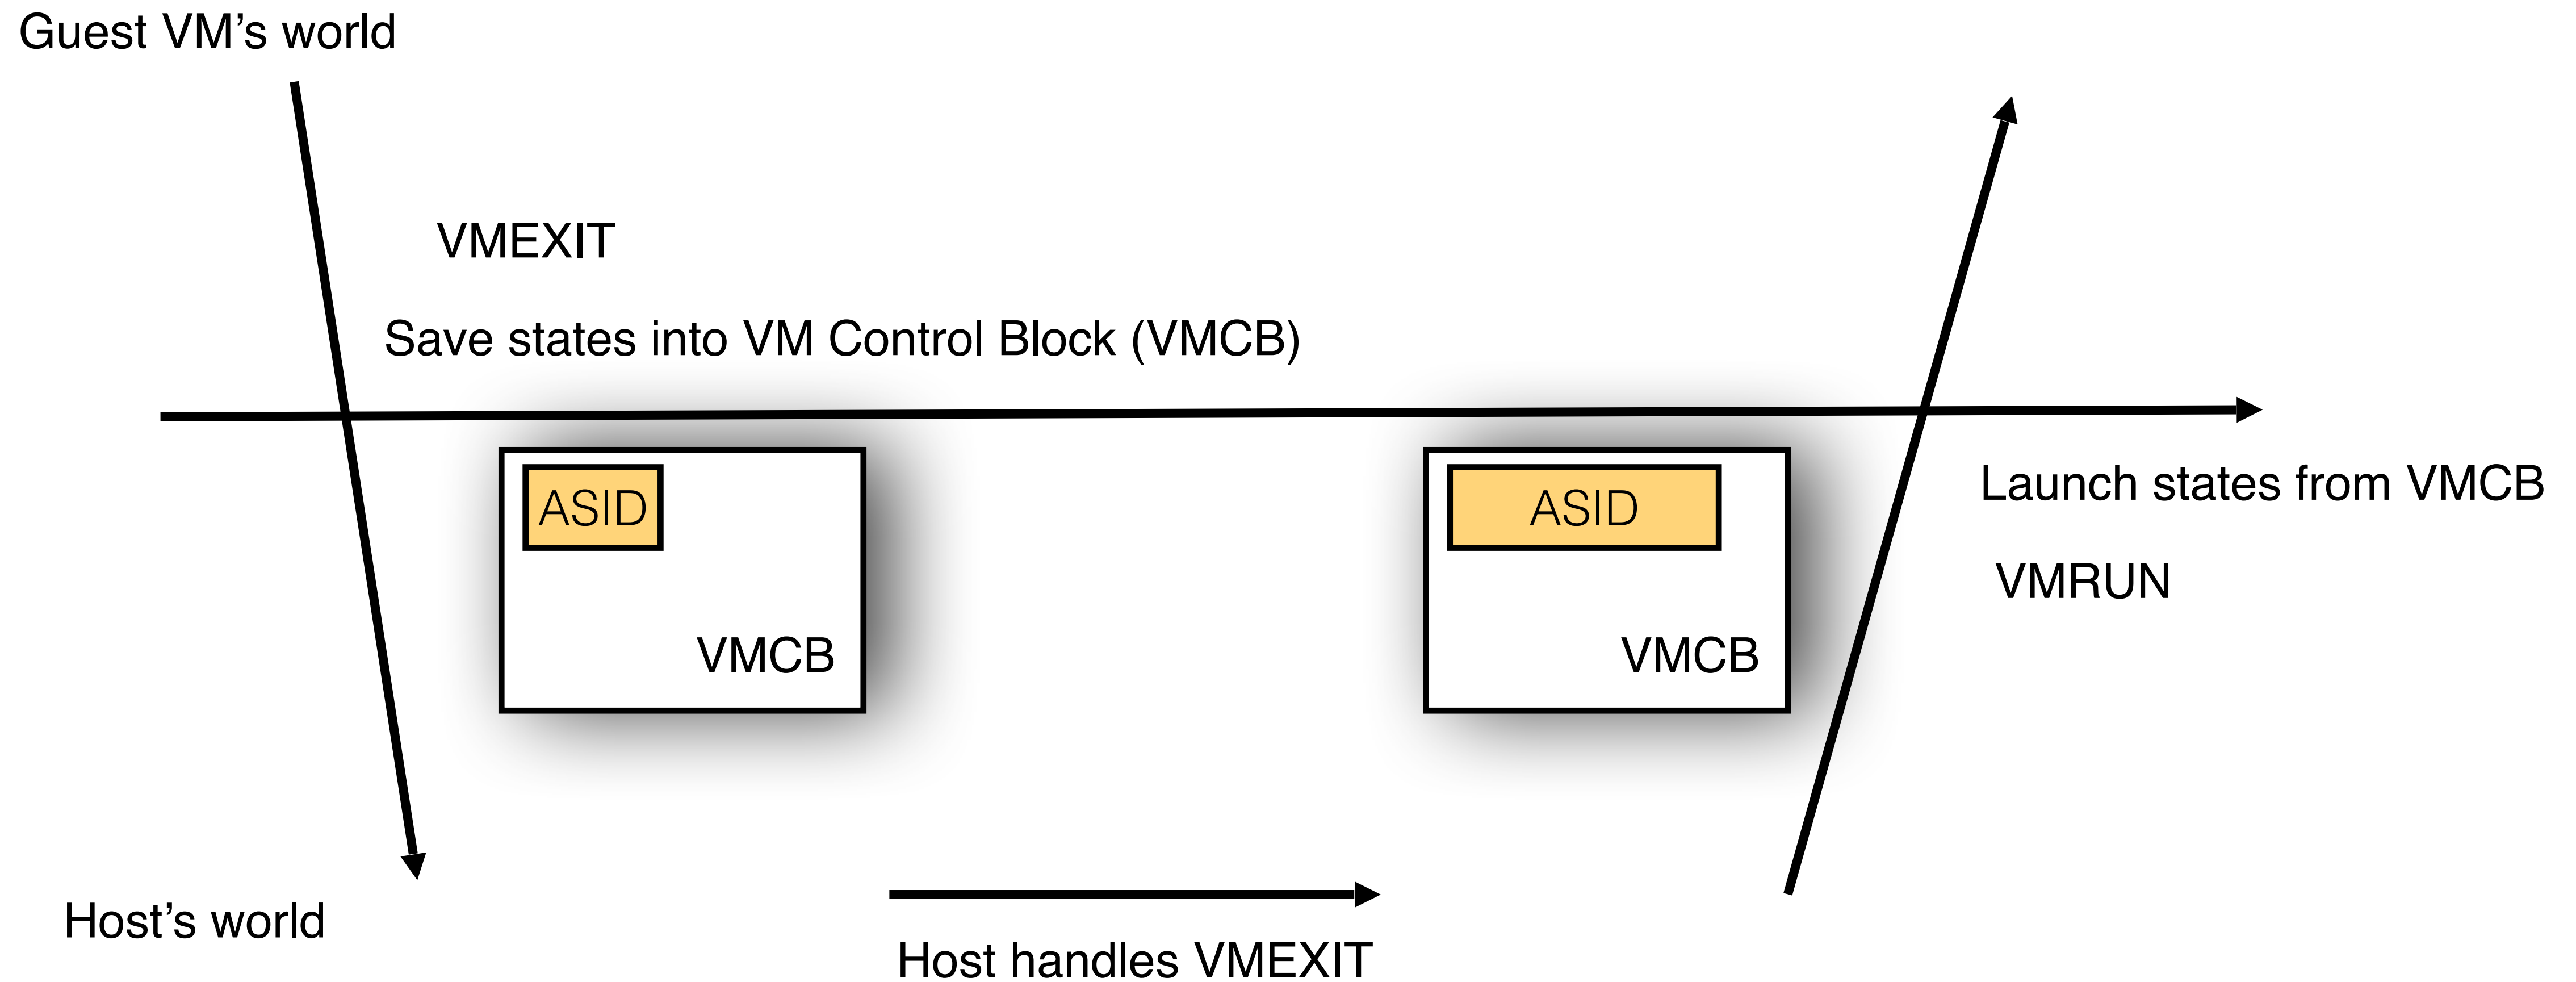 Guest VM’s world
VMEXIT
Save states into VM Control Block (VMCB)
ASID
VMCB
ASID
VMCB
Launch states from VMCB
VMRUN
Host’s world
Host handles VMEXIT